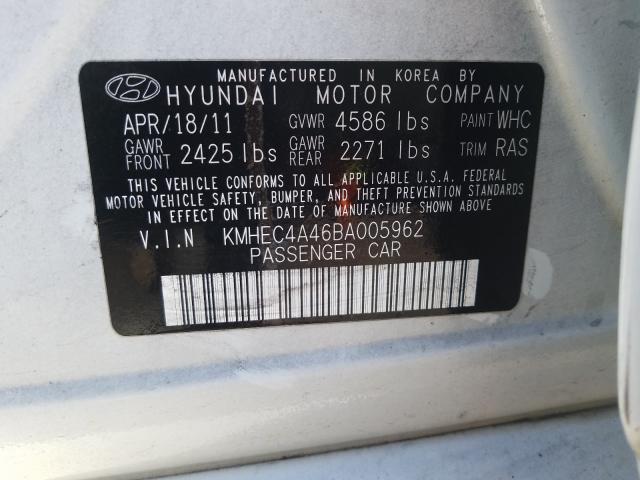 MANUFACTURED IN KOREA BY
HYUNDAI MOTOR COMPANY
APR/18/11 GVWR 4586 lbs PAINT WHC
GAWR FRONT 2425 lbs GAWR REAR 2271 lbs TRIM RAS
THIS VEHICLE CONFORMS TO ALL APPLICABLE U.S.A. FEDERAL
MOTOR VEHICLE SAFETY, BUMPER, AND THEFT PREVENTION STANDARDS
IN EFFECT ON THE DATE OF MANUFACTURE SHOWN ABOVE
V.I.N KMHEC4A46BA005962
PASSENGER CAR